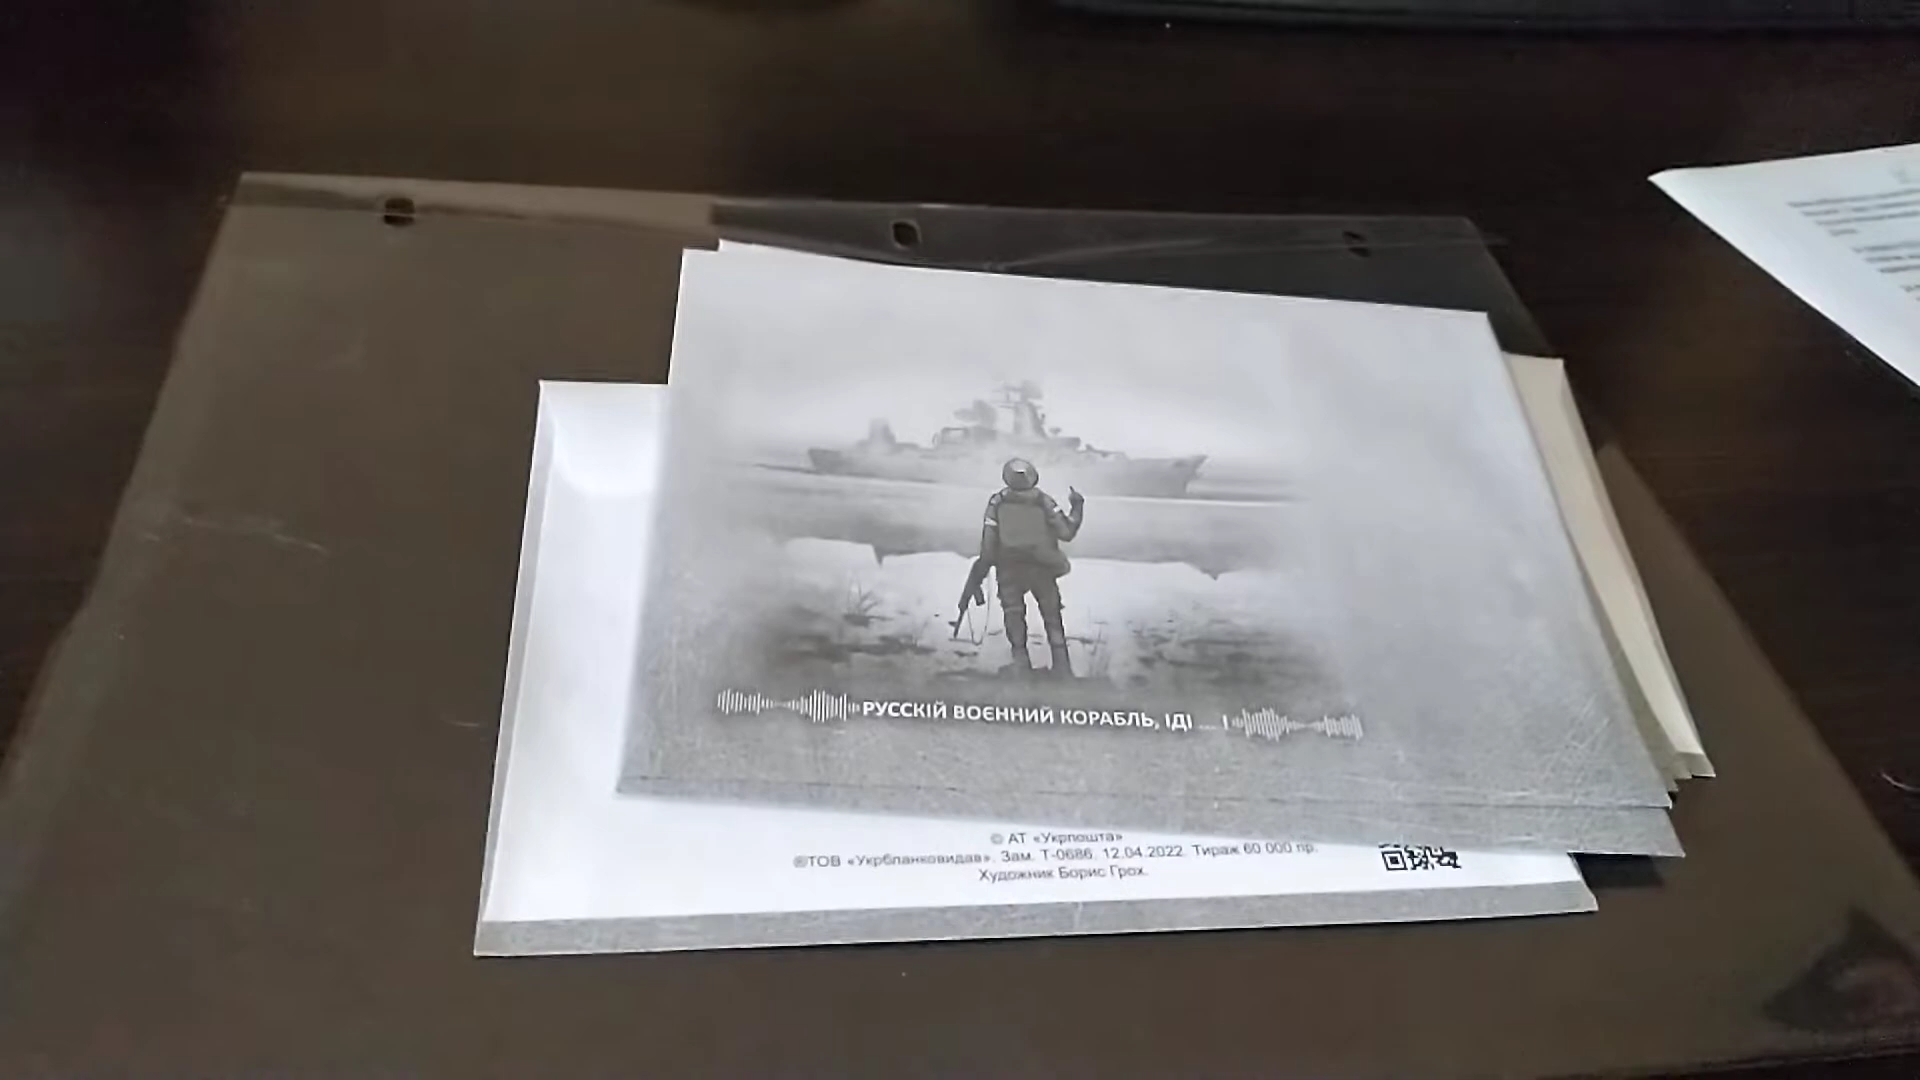 РУССКІЙ ВОЄННИЙ КОРАБЛЬ, ІДІ ... !
© АТ «Укрпошта»
®ТОВ «Укрбланковидав». Зам. Т-0686. 12.04.2022. Тираж 60 000 пр.
Художник Борис Грох.